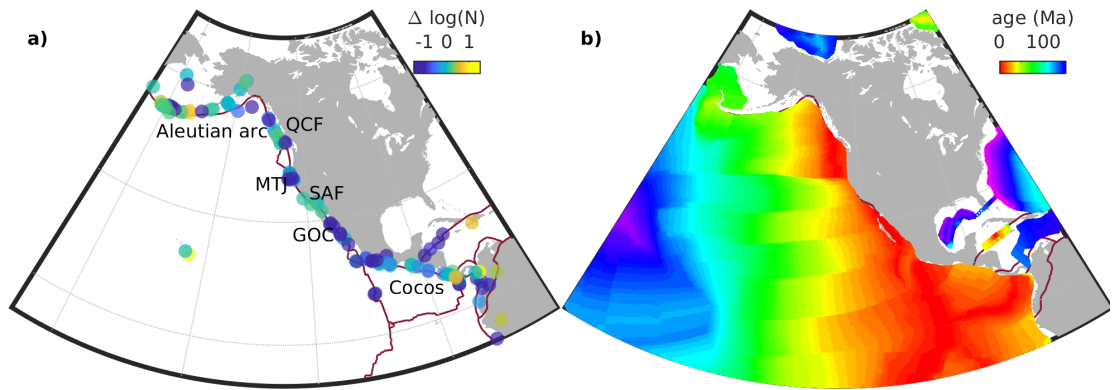 a)
Δ log(N)
-1 0 1
Aleutian arc
QCF
MTJ
SAF
GOC
Cocos
b)
age (Ma)
0 100